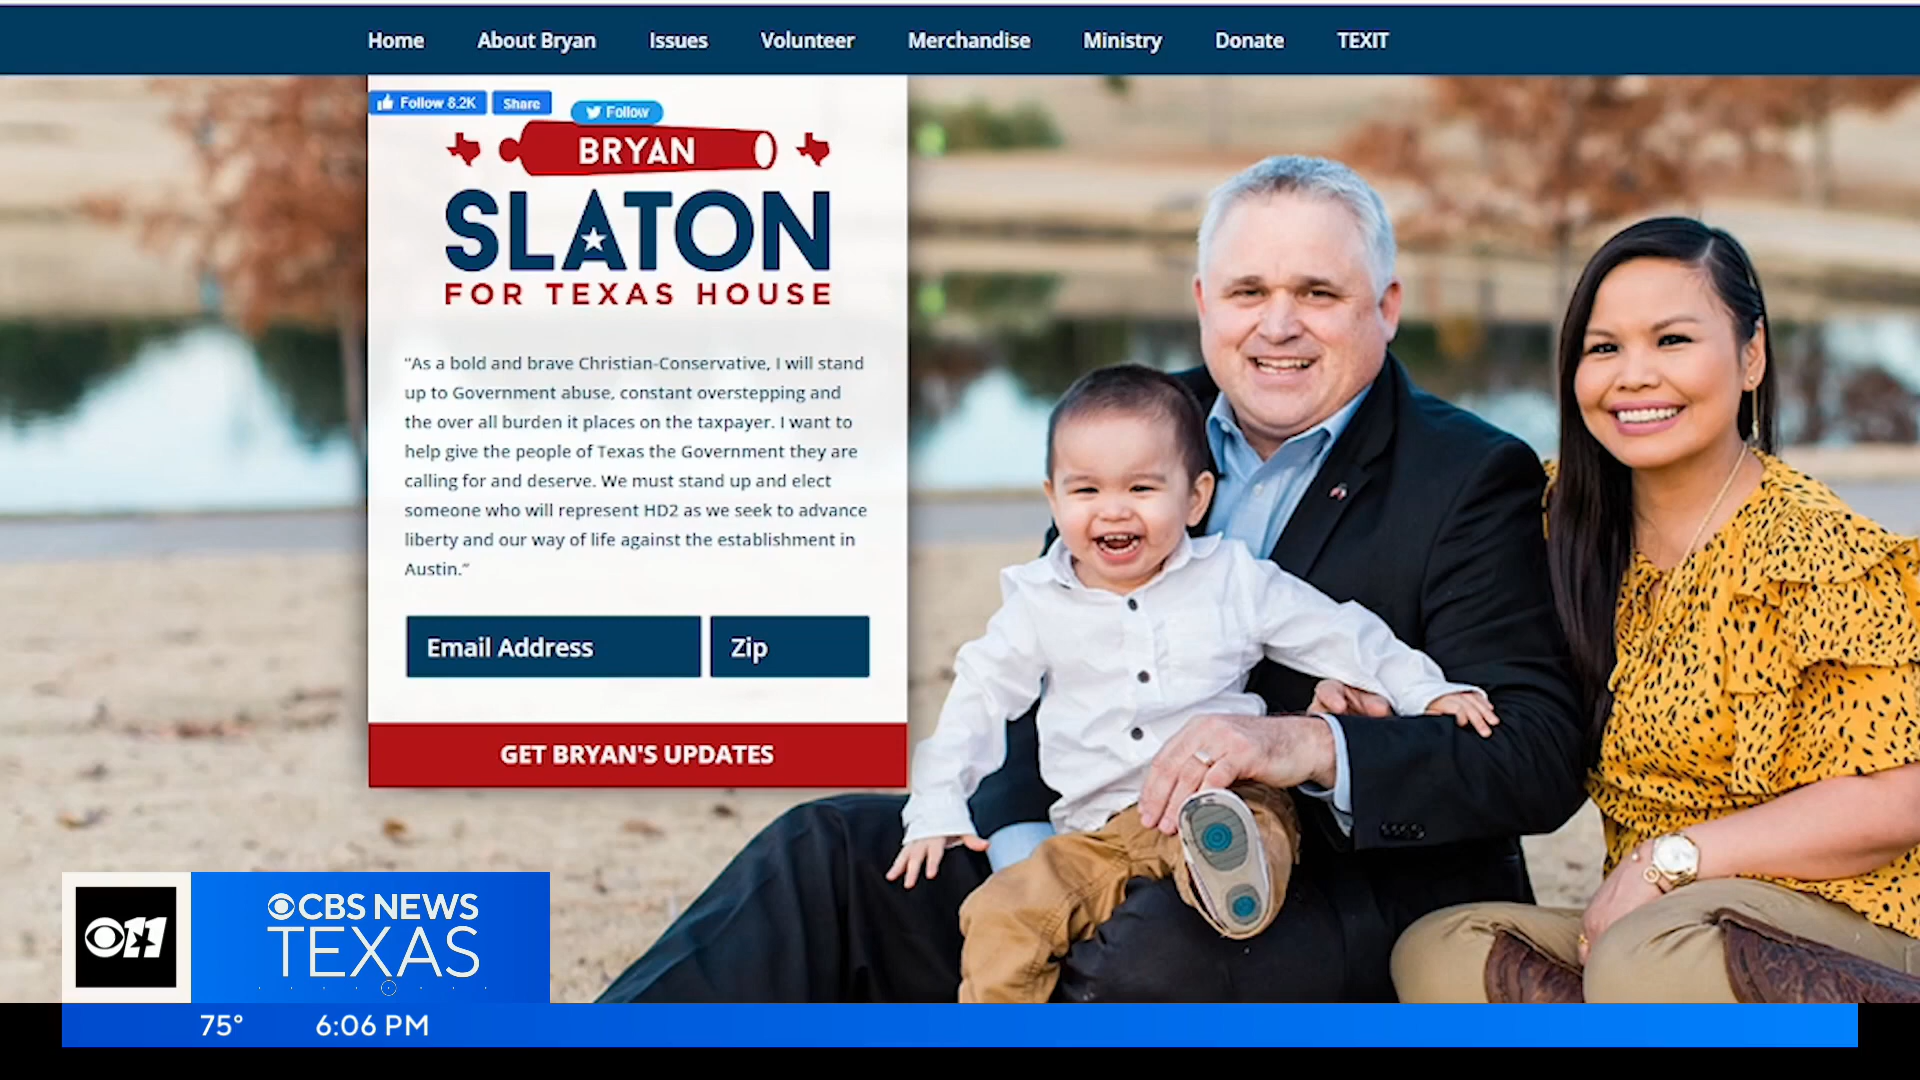 Home About Bryan Issues Volunteer Merchandise Ministry Donate TEXIT
Follow 8.2K Share Follow
BRYAN
SLATON
FOR TEXAS HOUSE
"As a bold and brave Christian-Conservative, I will stand
up to Government abuse, constant overstepping and
the over all burden it places on the taxpayer. I want to
help give the people of Texas the Government they are
calling for and deserve. We must stand up and elect
someone who will represent HD2 as we seek to advance
liberty and our way of life against the establishment in
Austin."
Email Address Zip
GET BRYAN'S UPDATES
11 CBS NEWS
TEXAS
75° 6:06 PM